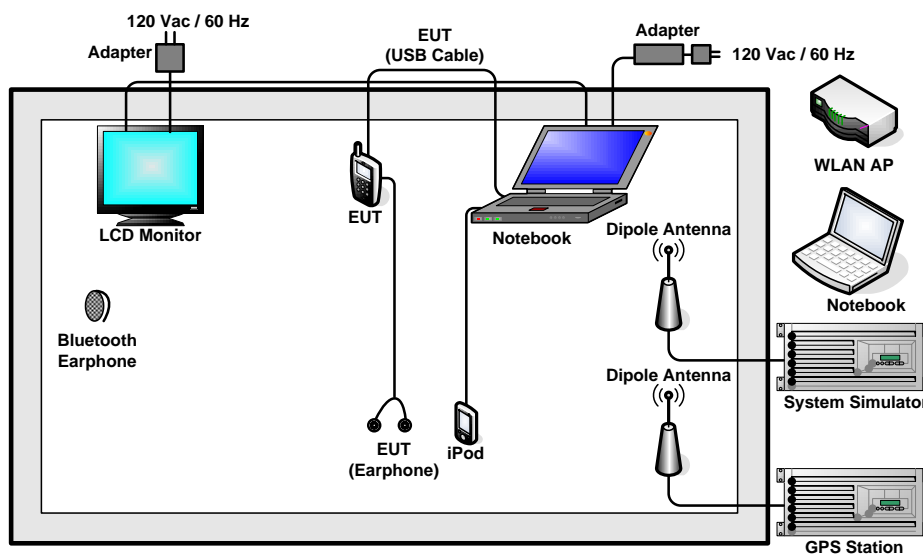 120 Vac / 60 Hz
Adapter
EUT
(USB Cable)
Adapter
120 Vac / 60 Hz
WLAN AP
LCD Monitor
EUT
Notebook
Dipole Antenna
Notebook
Bluetooth
Earphone
System Simulator
Dipole Antenna
EUT
(Earphone)
iPod
GPS Station